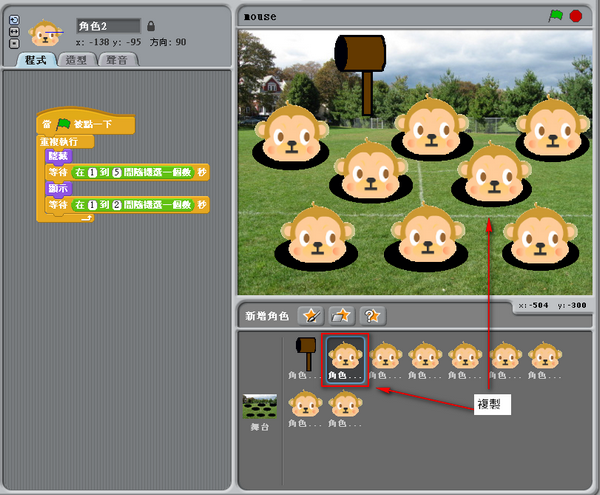 角色2
x: -138 y: -95 方向: 90
程式 造型 聲音
當 被點一下
重複執行
隱藏
等待 在 1 到 5 間隨機選一個數 秒
顯示
等待 在 1 到 2 間隨機選一個數 秒
mouse
x:-504 y:-300
新增角色
角色... 角色... 角色... 角色... 角色... 角色... 角色...
舞台
角色... 角色...
複製